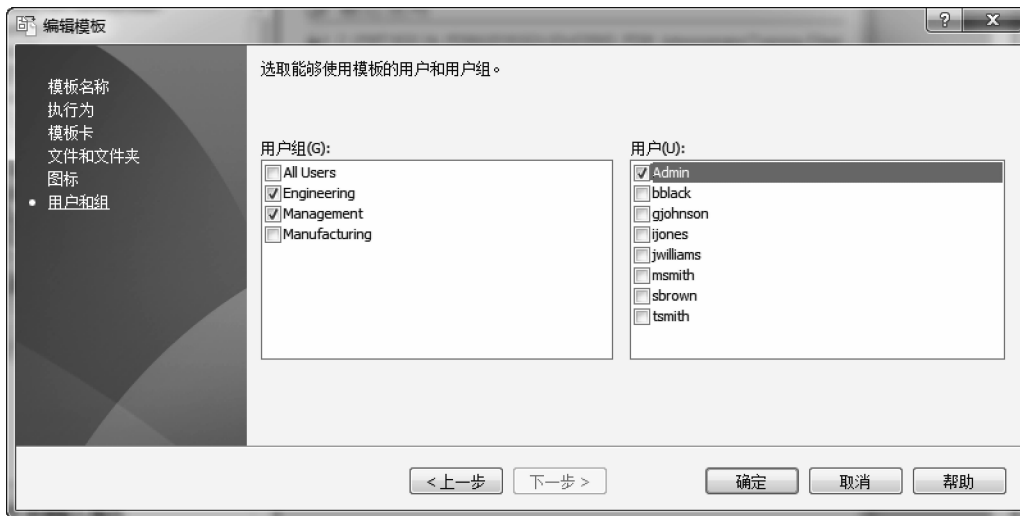 编辑模板
?
X
选取能够使用模板的用户和用户组。
模板名称
执行为
模板卡
文件和文件夹
图标
• 用户和组
用户组(G):
All Users
Engineering
Management
Manufacturing
用户(U):
Admin
bblack
gjohnson
ijones
jwilliams
msmith
sbrown
tsmith
<上一步
下一步 >
确定
取消
帮助